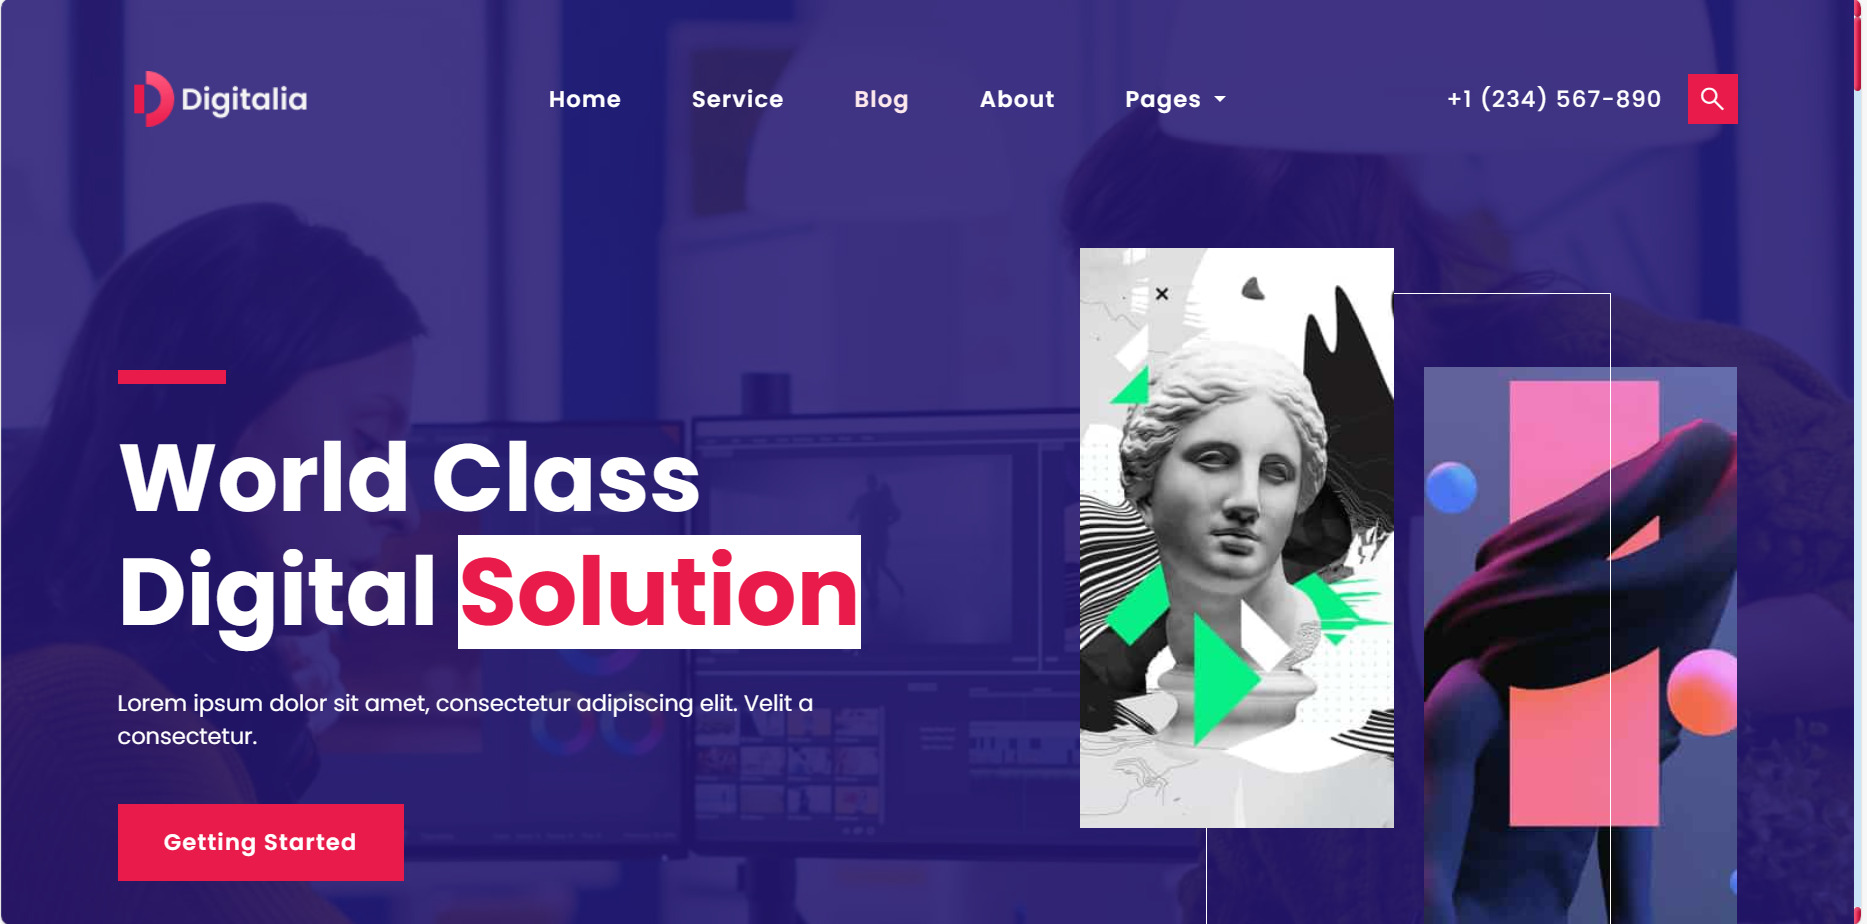 Digitalia
Home Service Blog About Pages
+1 (234) 567-890
World Class
Digital Solution
Lorem ipsum dolor sit amet, consectetur adipiscing elit. Velit a
consectetur.
Getting Started